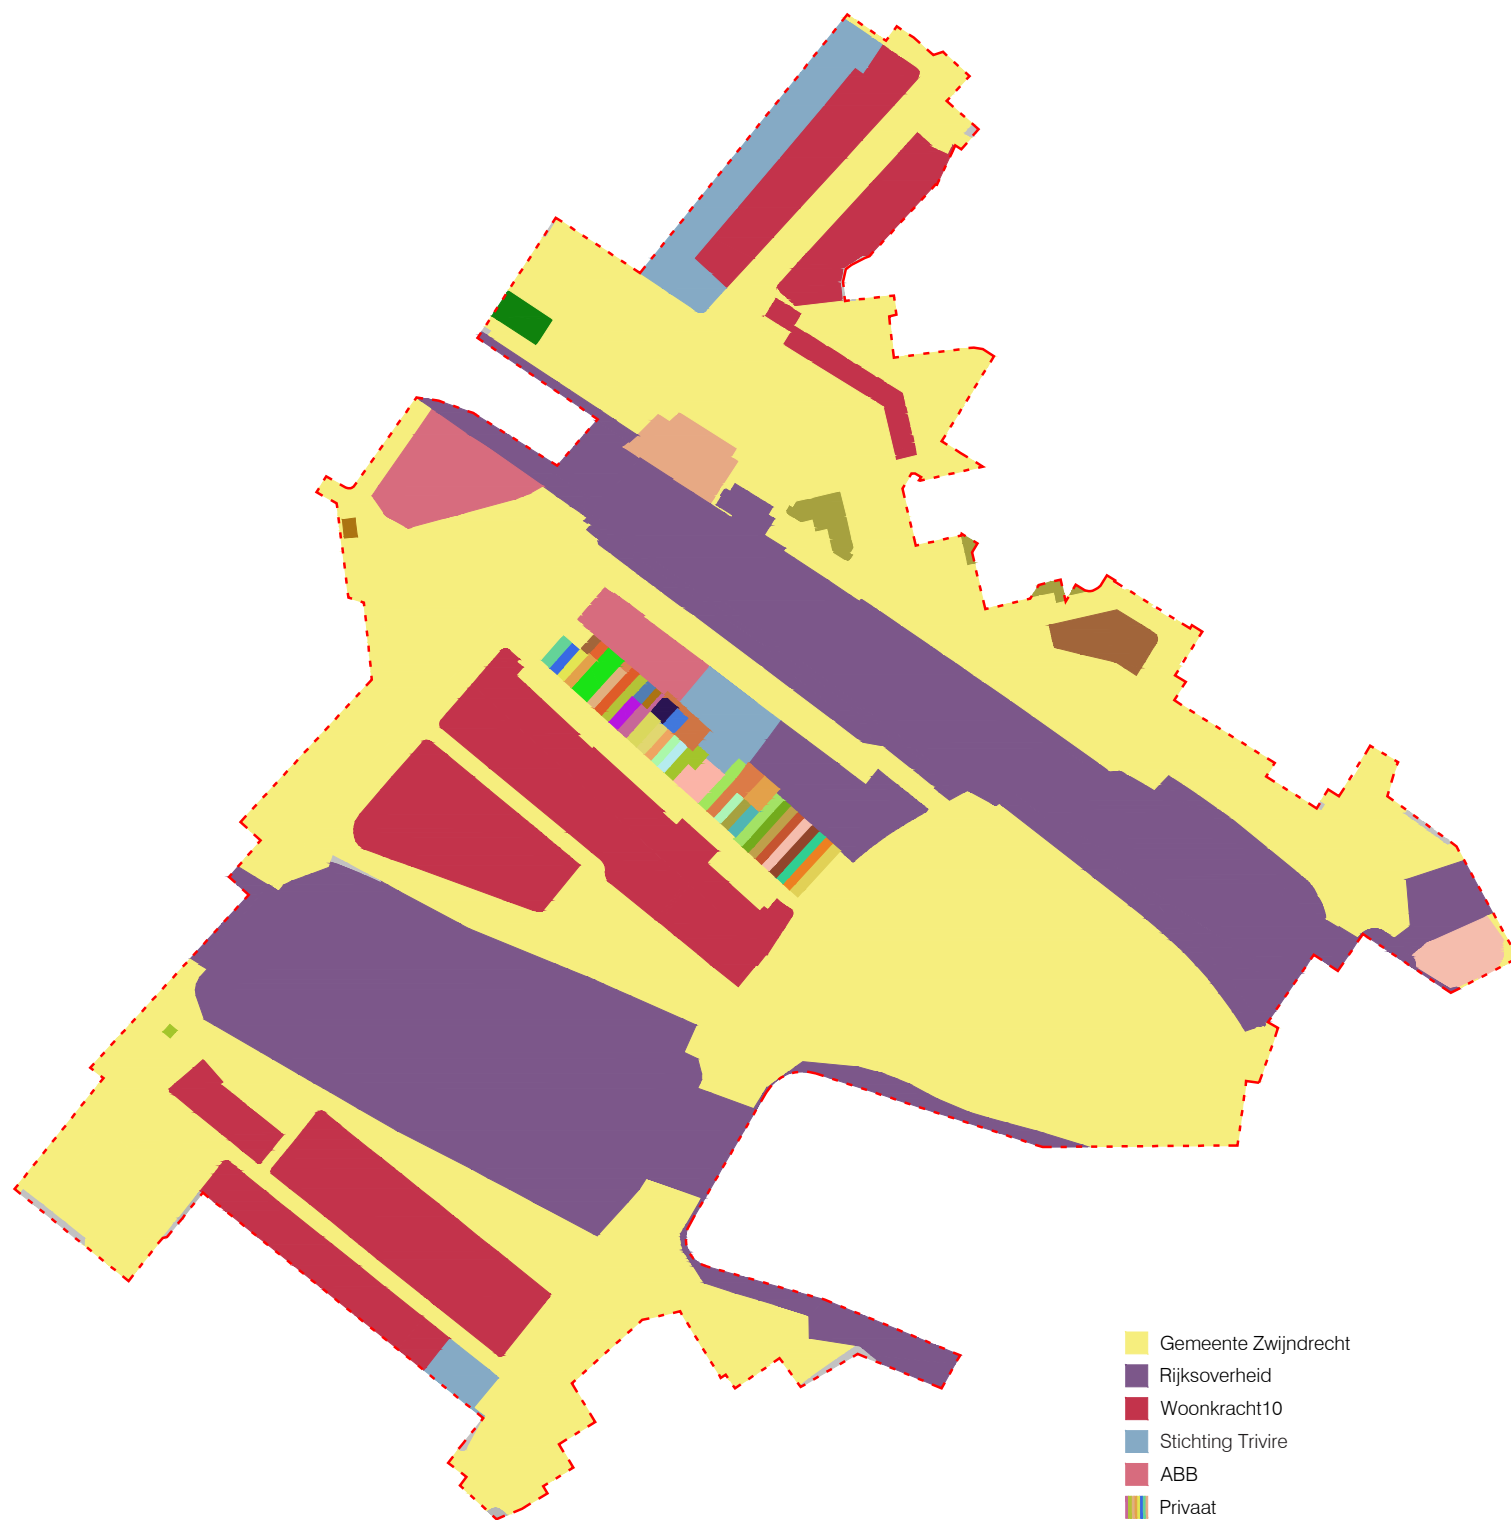 Gemeente Zwijndrecht
Rijksoverheid
Woonkracht10
Stichting Trivire
ABB
Privaat